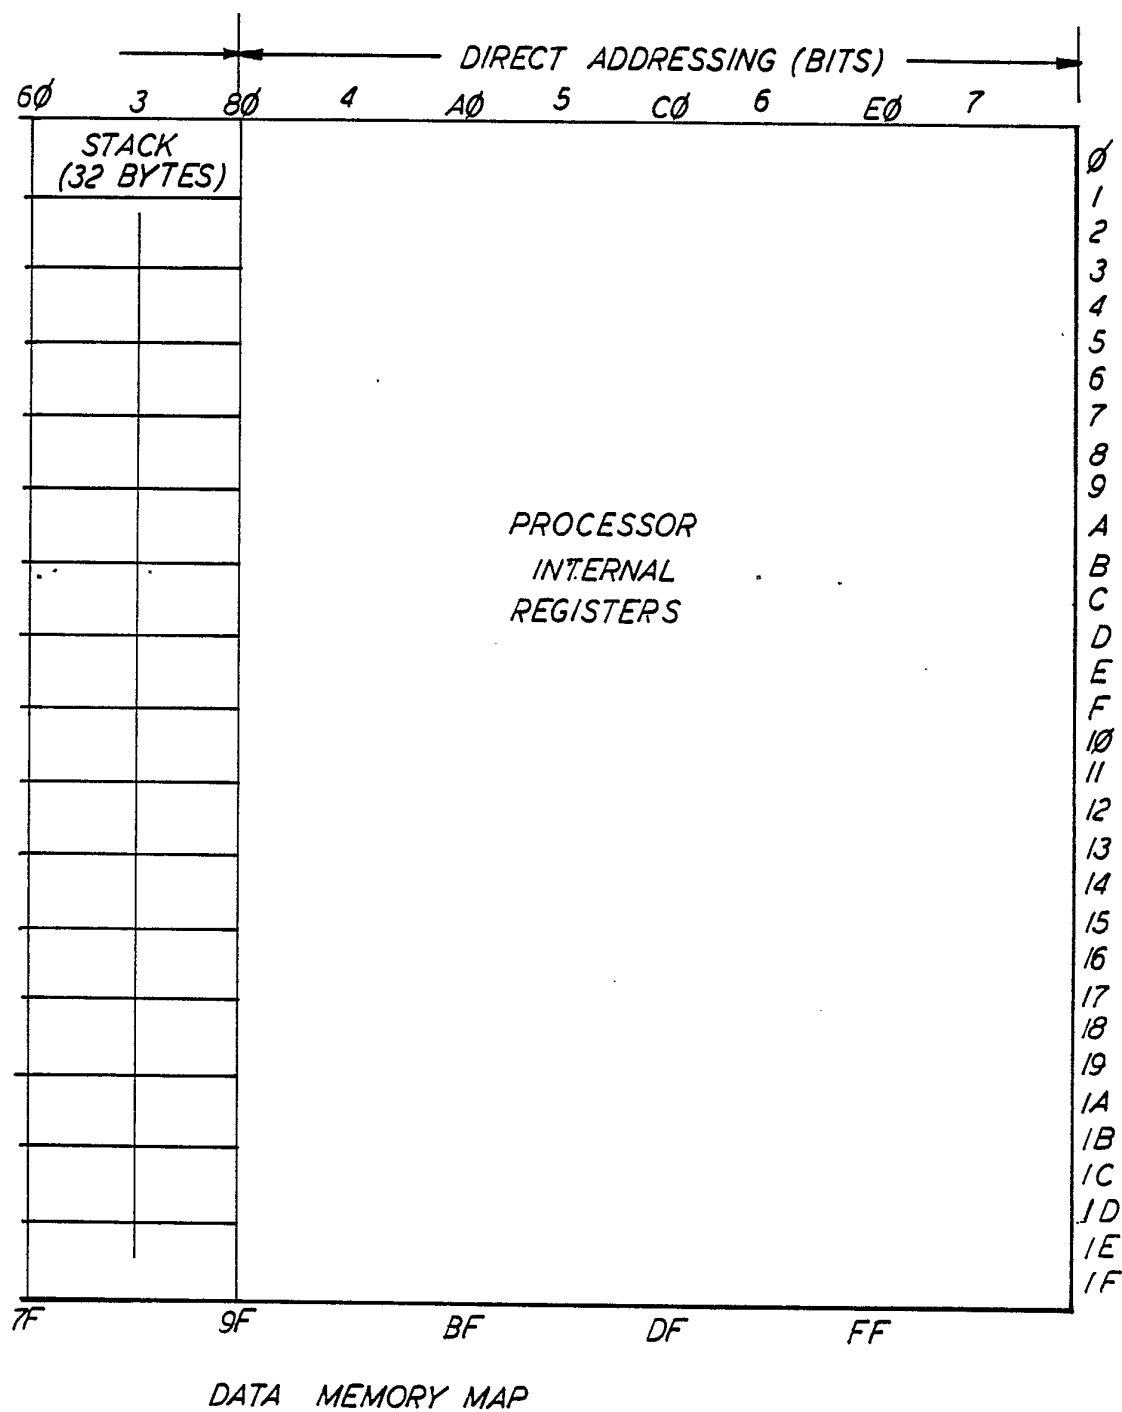 DIRECT ADDRESSING (BITS)
6Ø 3 8Ø 4 AØ 5 CØ 6 EØ 7
STACK
(32 BYTES)
PROCESSOR
INTERNAL
REGISTERS
Ø
1
2
3
4
5
6
7
8
9
A
B
C
D
E
F
1Ø
11
12
13
14
15
16
17
18
19
1A
1B
1C
1D
1E
1F
7F 9F BF DF FF
DATA MEMORY MAP